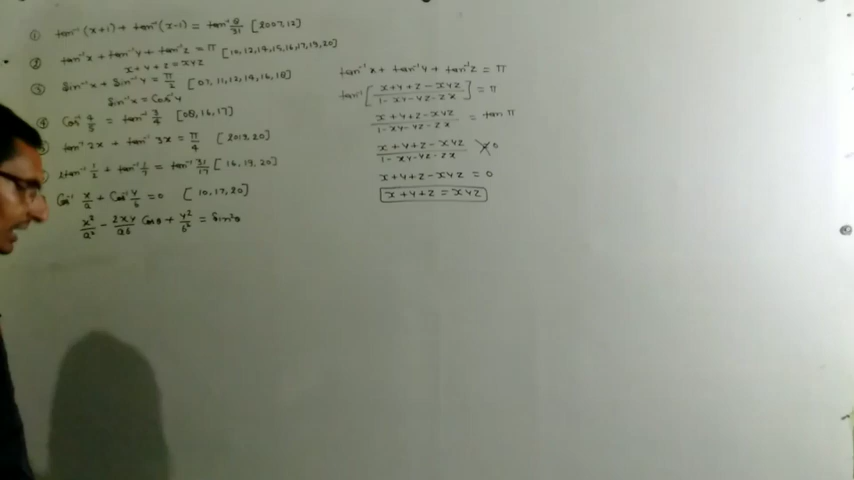 ① tan⁻¹(x+1) + tan⁻¹(x-1) = tan⁻¹ 8/31 [2007,12]
② tan⁻¹x + tan⁻¹y + tan⁻¹z = π [10,12,14,15,16,17,19,20]
x+y+z = xyz
③ Sin⁻¹x + Sin⁻¹y = π/2 [07,11,12,14,16,18]
Sin⁻¹x = Cos⁻¹y
④ Cos⁻¹ 4/5 = tan⁻¹ 3/4 [08,16,17]
tan⁻¹ 2x + tan⁻¹ 3x = π/4 [2019,20]
2tan⁻¹ 1/2 + tan⁻¹ 1/7 = tan⁻¹ 31/17 [16,19,20]
Cos⁻¹ x/a + Cos⁻¹ y/b = θ [10,17,20]
x²/a² - 2xy/ab Cosθ + y²/b² = Sin²θ
tan⁻¹x + tan⁻¹y + tan⁻¹z = π
tan⁻¹[(x+y+z-xyz)/(1-xy-yz-zx)] = π
(x+y+z-xyz)/(1-xy-yz-zx) = tan π
(x+y+z-xyz)/(1-xy-yz-zx) = 0
x+y+z-xyz = 0
x+y+z = xyz